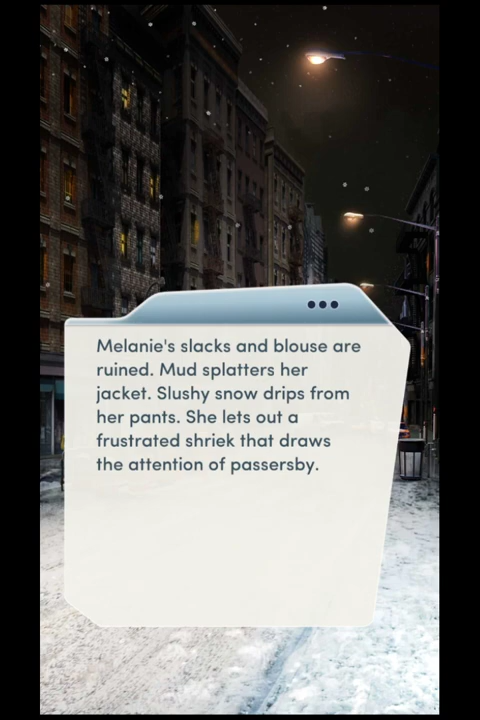 Melanie's slacks and blouse are
ruined. Mud splatters her
jacket. Slushy snow drips from
her pants. She lets out a
frustrated shriek that draws
the attention of passersby.